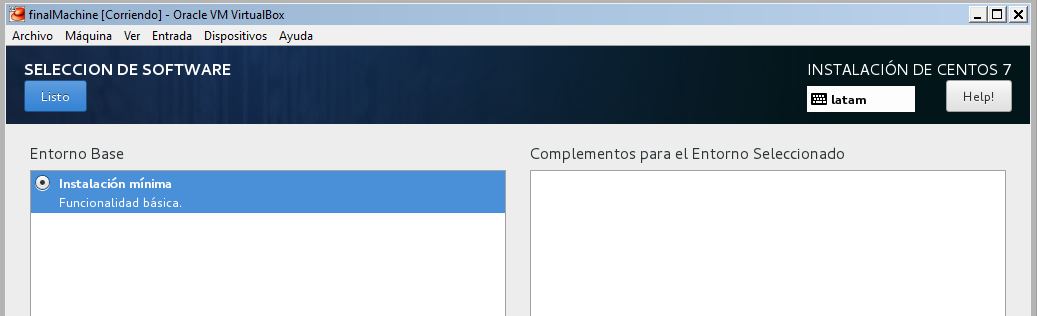 finalMachine [Corriendo] - Oracle VM VirtualBox
Archivo Máquina Ver Entrada Dispositivos Ayuda
SELECCION DE SOFTWARE
INSTALACIÓN DE CENTOS 7
Listo
latam
Help!
Entorno Base
Complementos para el Entorno Seleccionado
Instalación mínima
Funcionalidad básica.